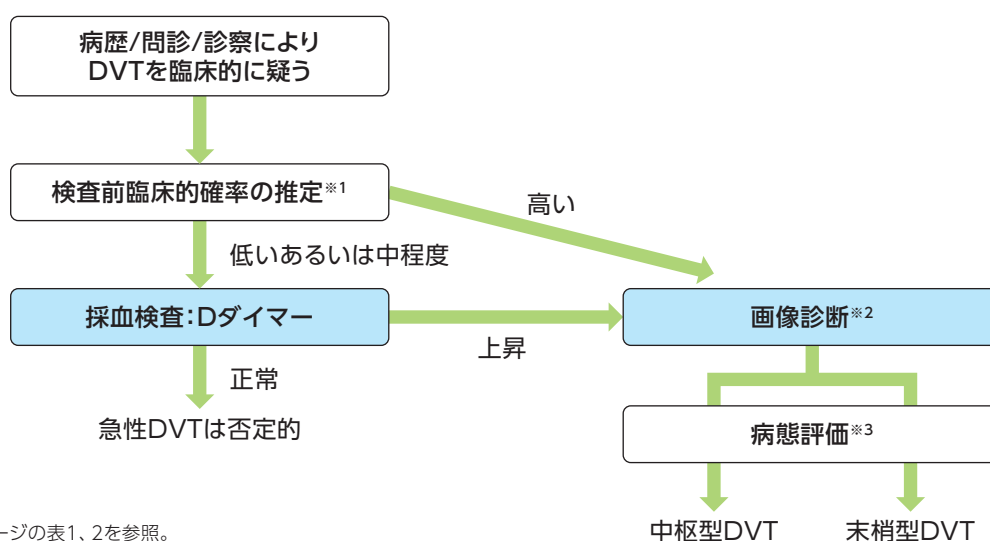 病歴/問診/診察により
DVTを臨床的に疑う
検査前臨床的確率の推定※1
高い
低いあるいは中程度
採血検査:Dダイマー
上昇
画像診断※2
正常
急性DVTは否定的
病態評価※3
中枢型DVT
末梢型DVT
ージの表1、2を参照。